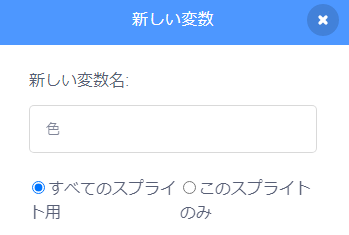 新しい変数
新しい変数名:
色
すべてのスプライ
ト用
このスプライト
のみ